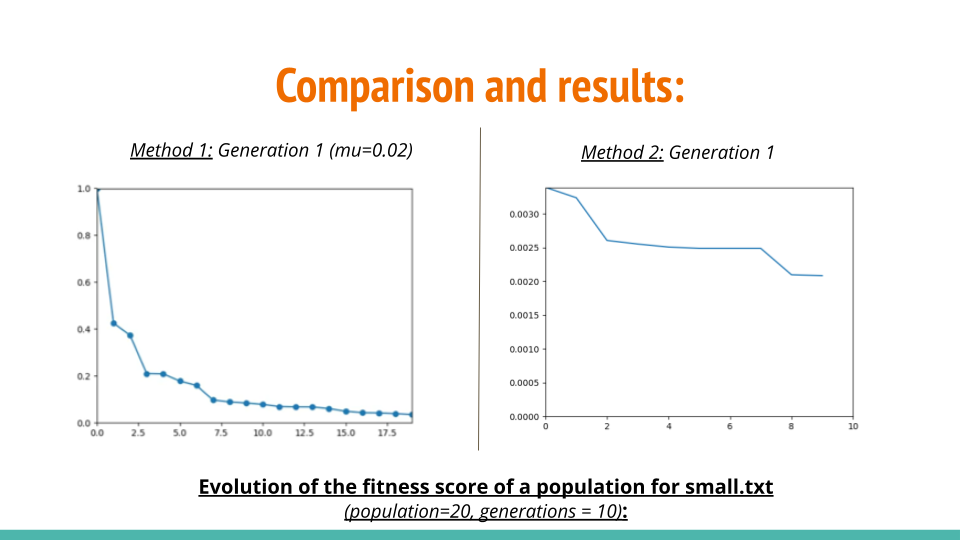 Comparison and results:
Method 1: Generation 1 (mu=0.02)
1.0
0.8
0.6
0.4
0.2
0.0
0.0 2.5 5.0 7.5 10.0 12.5 15.0 17.5
Method 2: Generation 1
0.0030
0.0025
0.0020
0.0015
0.0010
0.0005
0.0000
0 2 4 6 8 10
Evolution of the fitness score of a population for small.txt
(population=20, generations = 10):